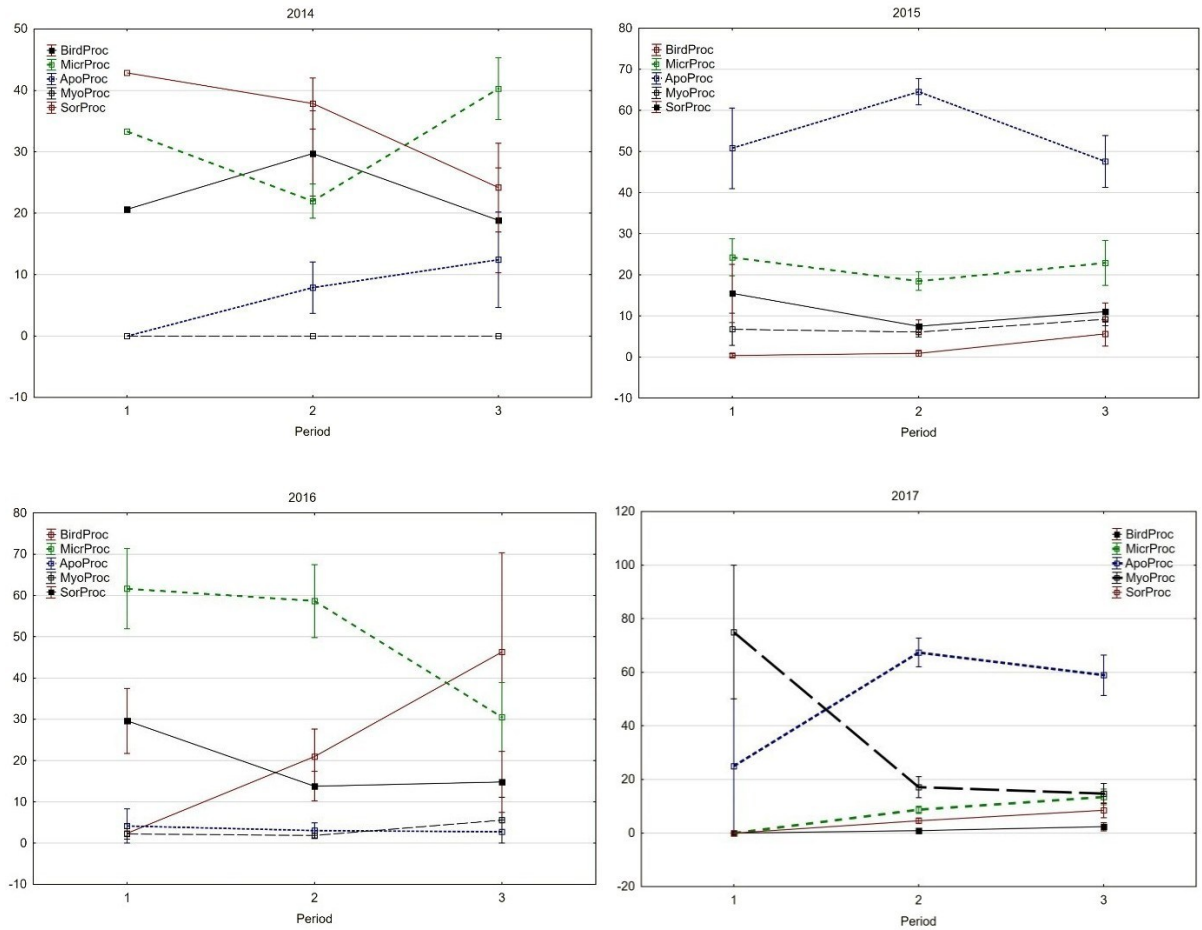 2014
50
40
30
20
10
0
-10
BirdProc
MicrProc
ApoProc
MyoProc
SorProc
1 2 3
Period
2015
80
70
60
50
40
30
20
10
0
-10
BirdProc
MicrProc
ApoProc
MyoProc
SorProc
1 2 3
Period
2016
80
70
60
50
40
30
20
10
0
-10
BirdProc
MicrProc
ApoProc
MyoProc
SorProc
1 2 3
Period
2017
120
100
80
60
40
20
0
-20
BirdProc
MicrProc
ApoProc
MyoProc
SorProc
1 2 3
Period